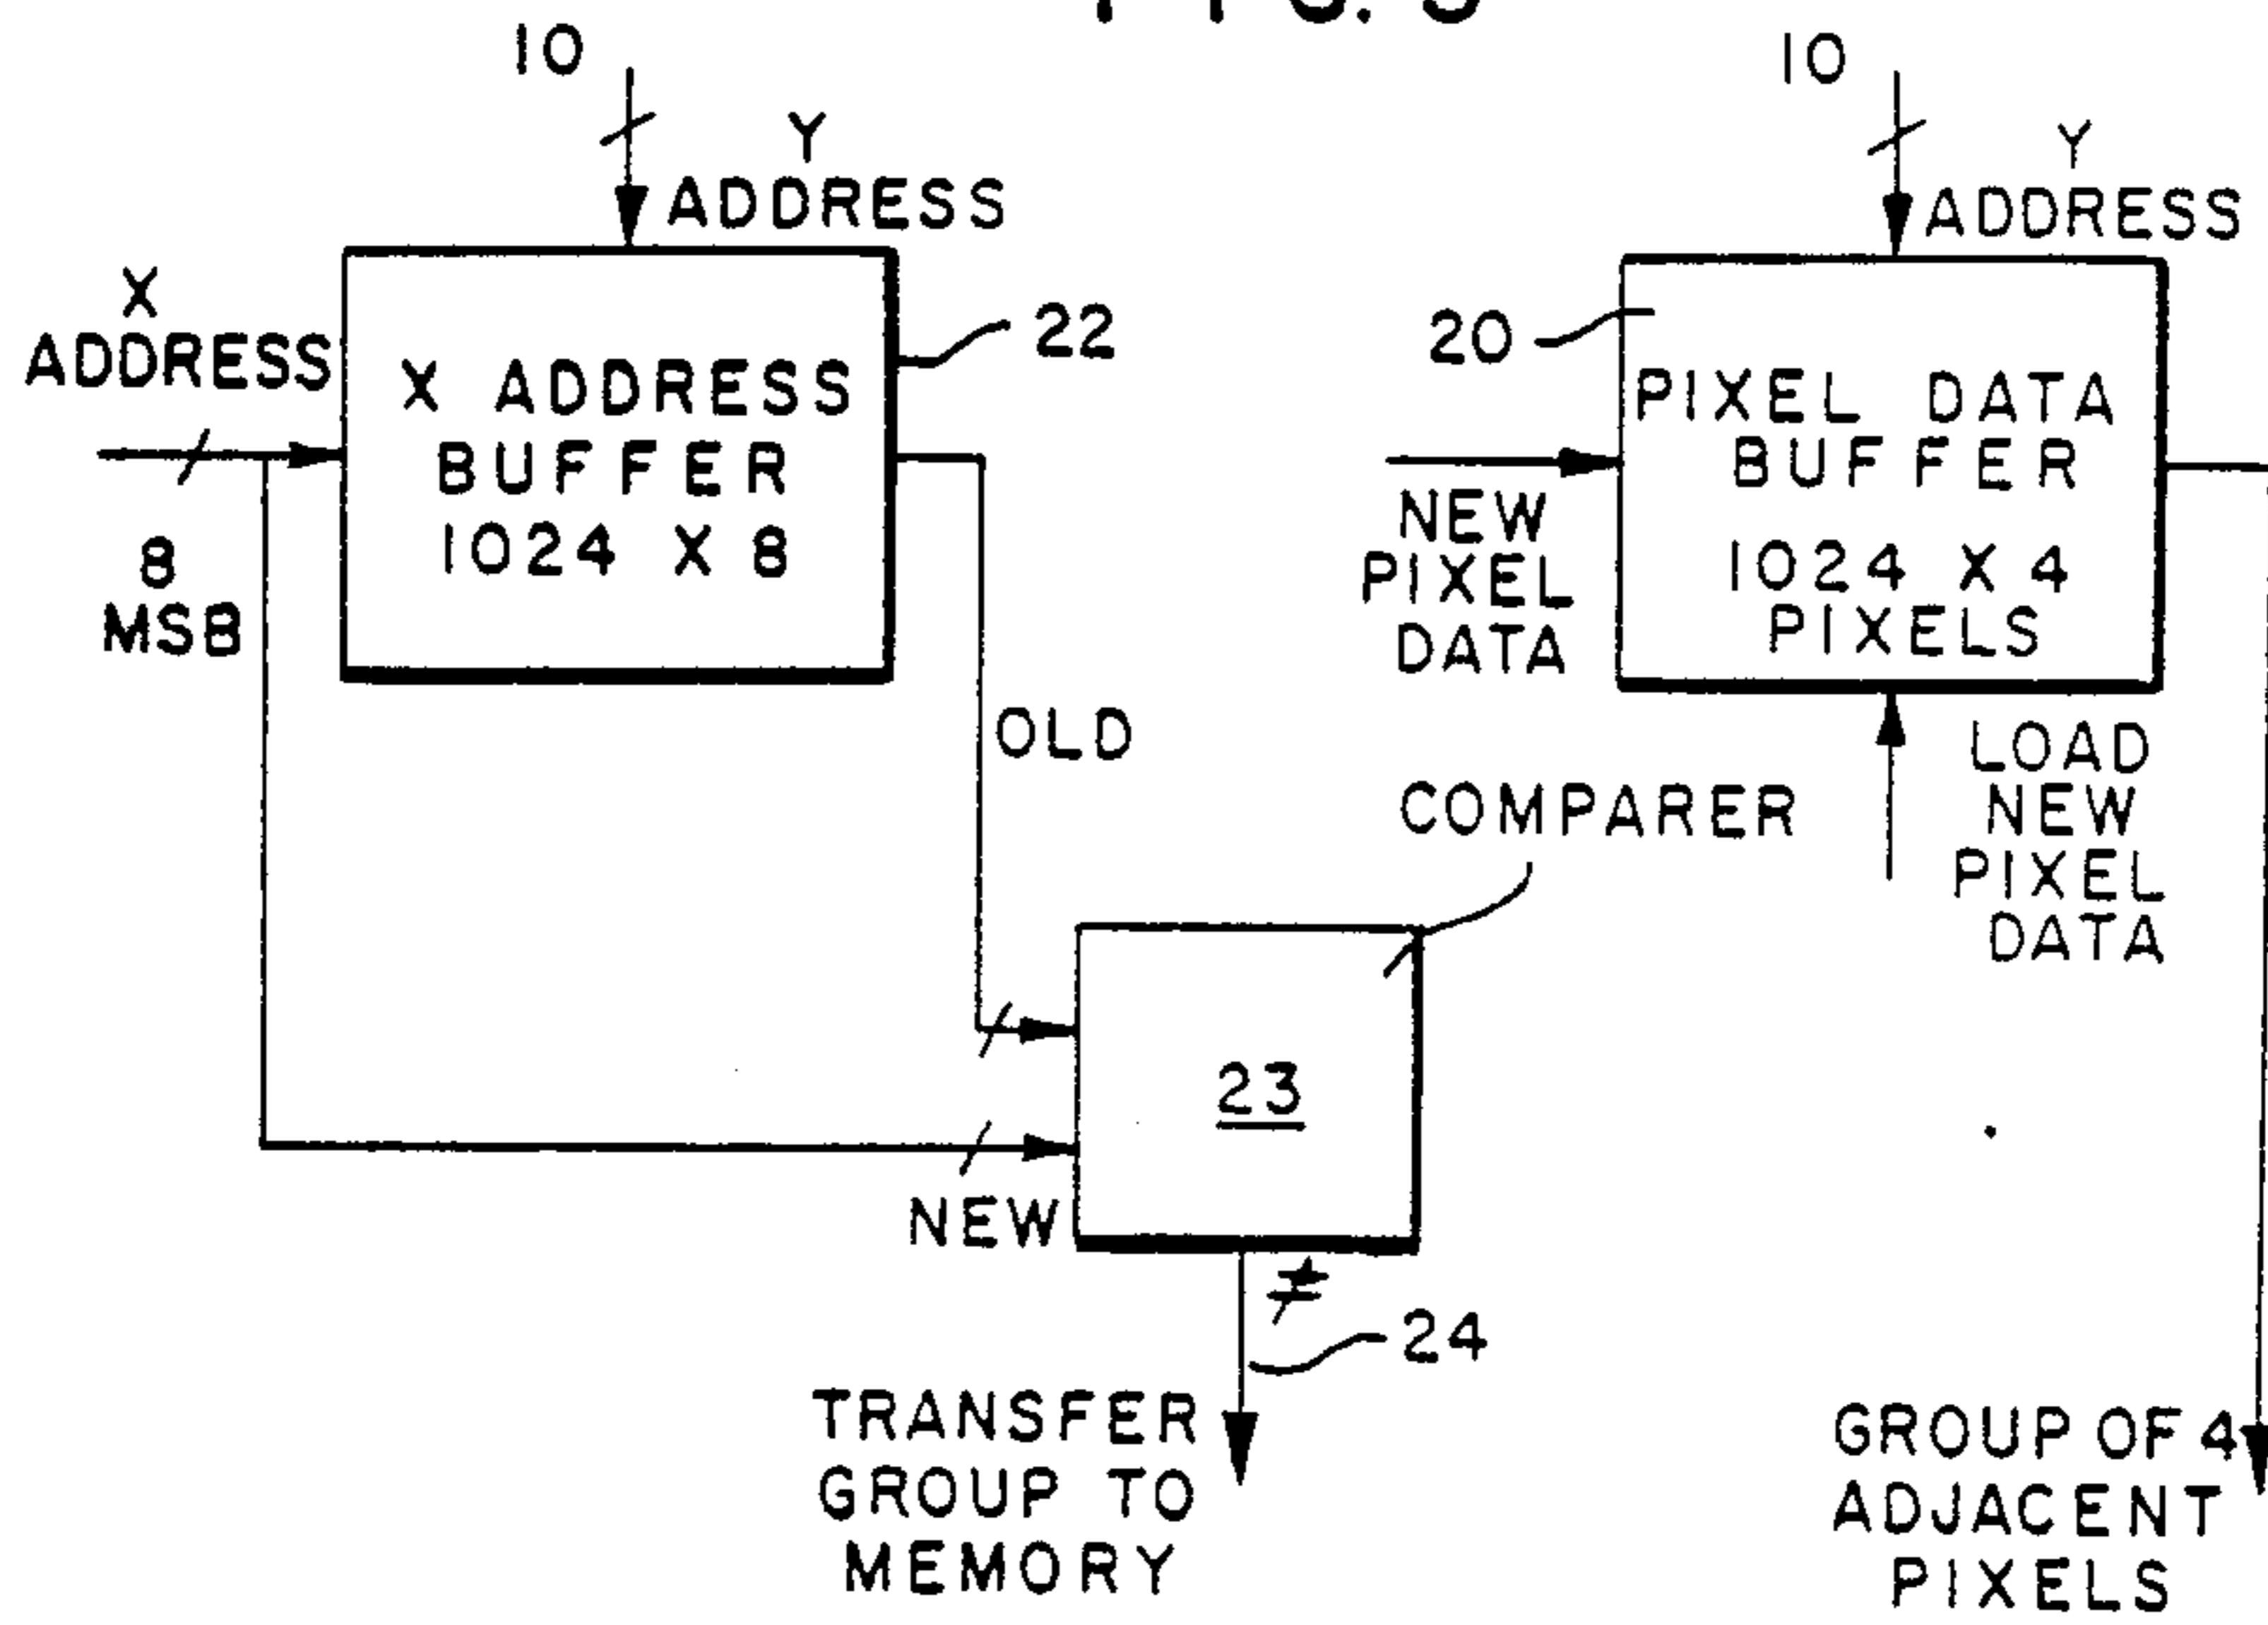 10
Y
ADDRESS
X
ADDRESS
8
MSB
X ADDRESS
BUFFER
1024 X 8
22
OLD
NEW
COMPARER
23
≠
24
TRANSFER
GROUP TO
MEMORY
10
Y
ADDRESS
20
PIXEL DATA
BUFFER
1024 X 4
PIXELS
NEW
PIXEL
DATA
LOAD
NEW
PIXEL
DATA
GROUP OF 4
ADJACENT
PIXELS